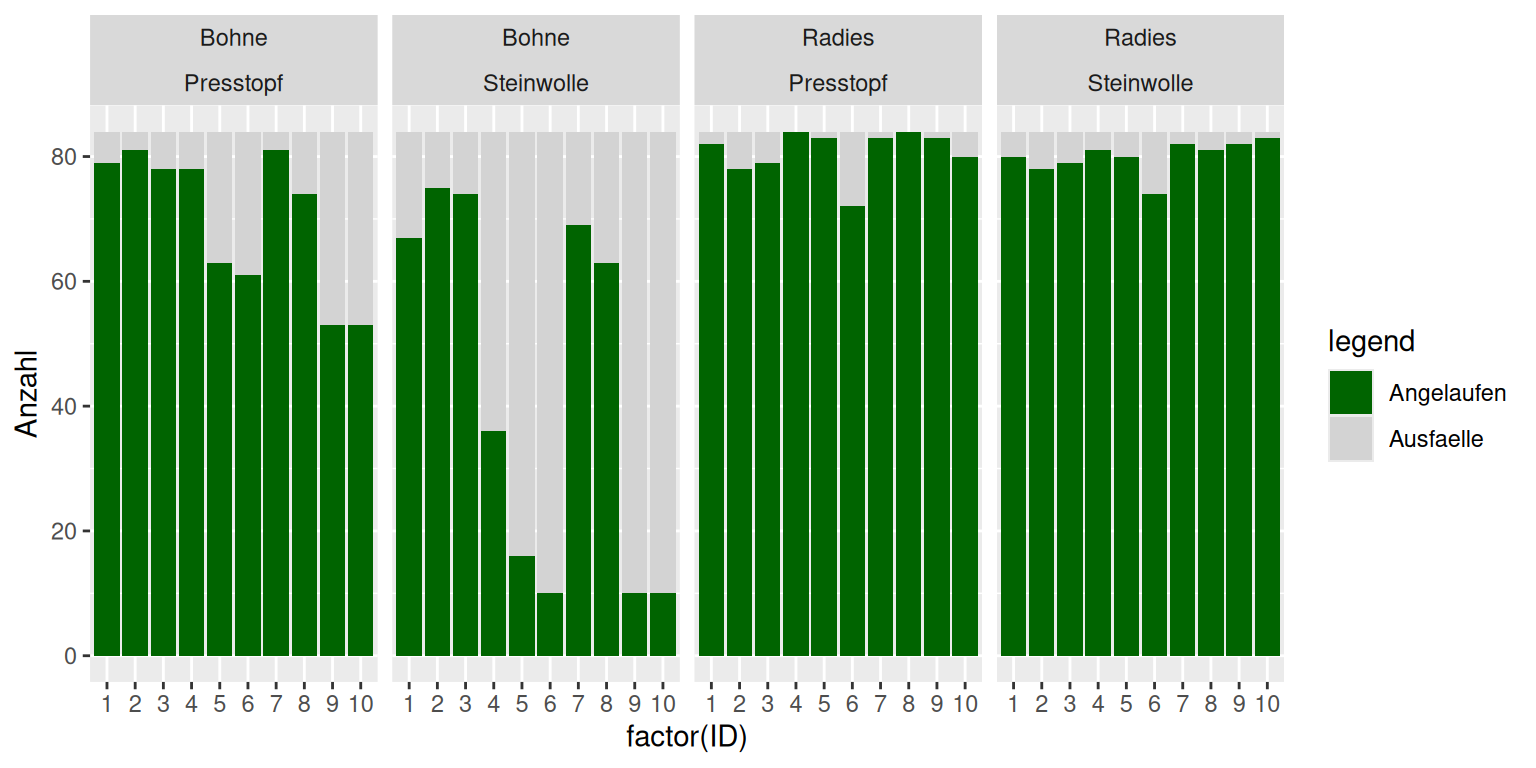 Bohne Bohne Radies Radies
Presstopf Steinwolle Presstopf Steinwolle
80
60
40
20
0
Anzahl
1 2 3 4 5 6 7 8 9 10 1 2 3 4 5 6 7 8 9 10 1 2 3 4 5 6 7 8 9 10 1 2 3 4 5 6 7 8 9 10
factor(ID)
legend
Angelaufen
Ausfaelle